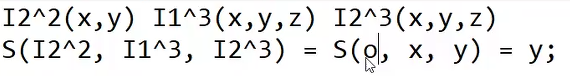 I2^2(x,y) I1^3(x,y,z) I2^3(x,y,z)
S(I2^2, I1^3, I2^3) = S(o, x, y) = y;